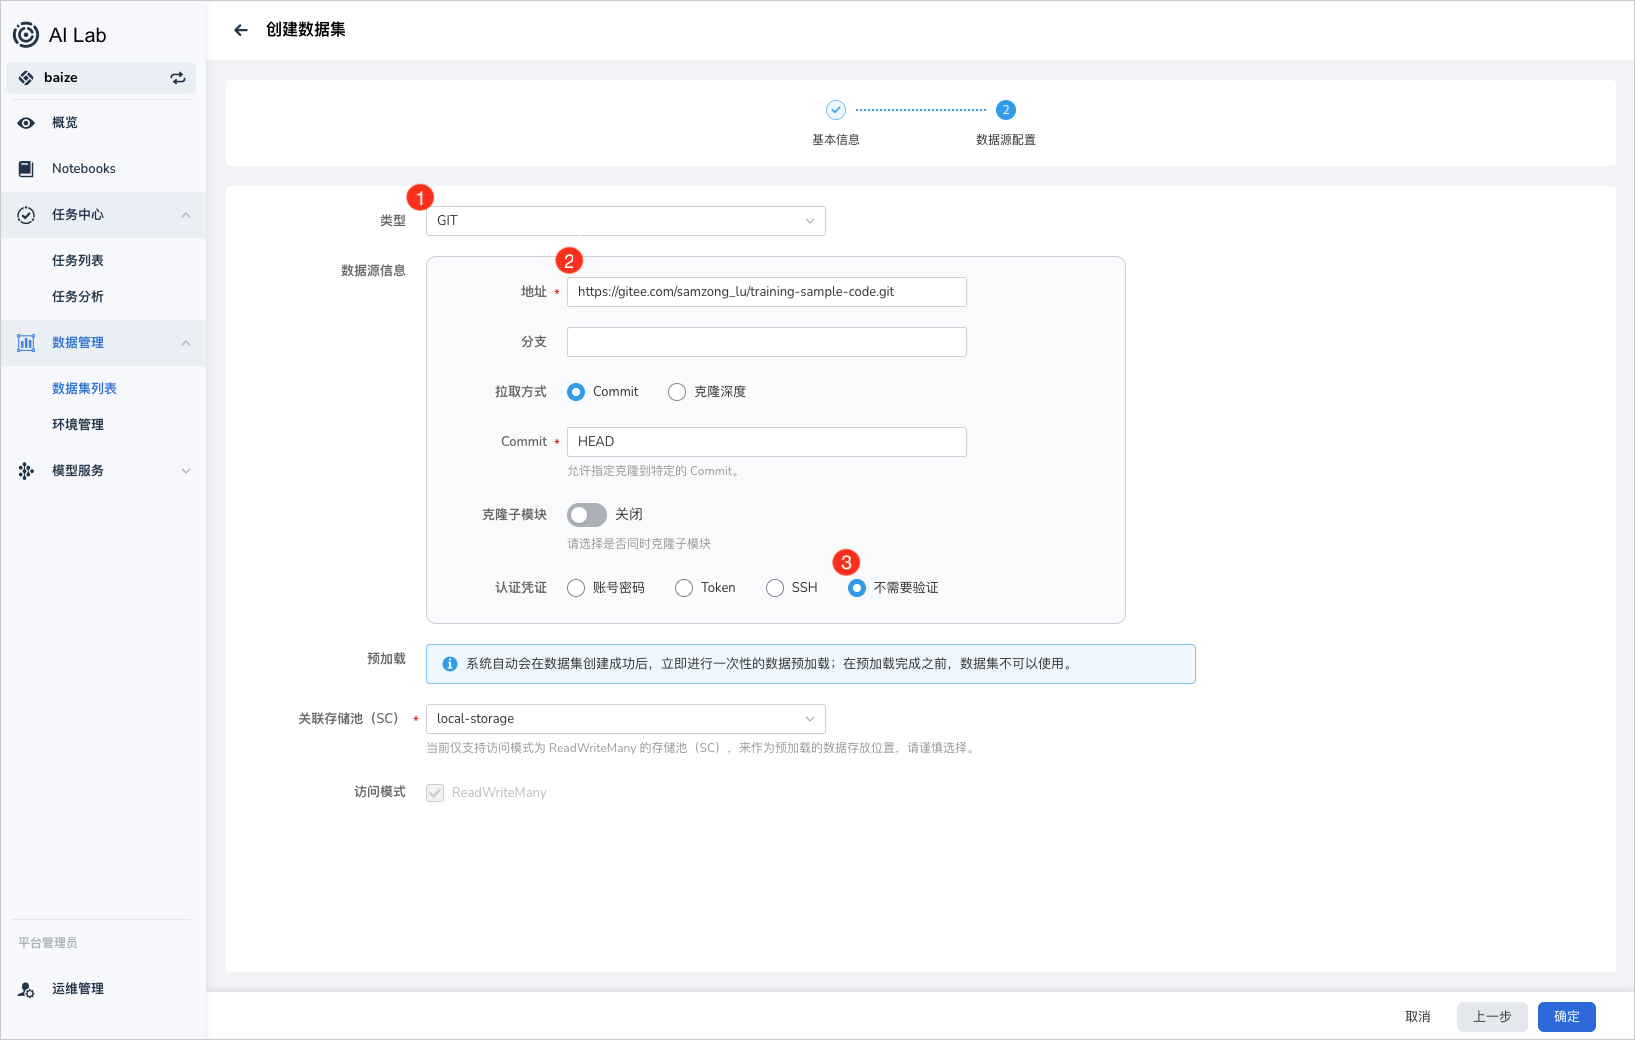 AI Lab
baize
概览
Notebooks
任务中心
任务列表
任务分析
数据管理
数据集列表
环境管理
模型服务
平台管理员
运维管理
创建数据集
2
基本信息
数据源配置
1
类型
GIT
数据源信息
2
地址 * https://gitee.com/samzong_lu/training-sample-code.git
分支
拉取方式 Commit 克隆深度
Commit * HEAD
允许指定克隆到特定的 Commit。
克隆子模块 关闭
请选择是否同时克隆子模块
3
认证凭证 账号密码 Token SSH 不需要验证
预加载 系统自动会在数据集创建成功后，立即进行一次性的数据预加载；在预加载完成之前，数据集不可以使用。
关联存储池（SC） * local-storage
当前仅支持访问模式为 ReadWriteMany 的存储池（SC），来作为预加载的数据存放位置，请谨慎选择。
访问模式 ReadWriteMany
取消 上一步 确定